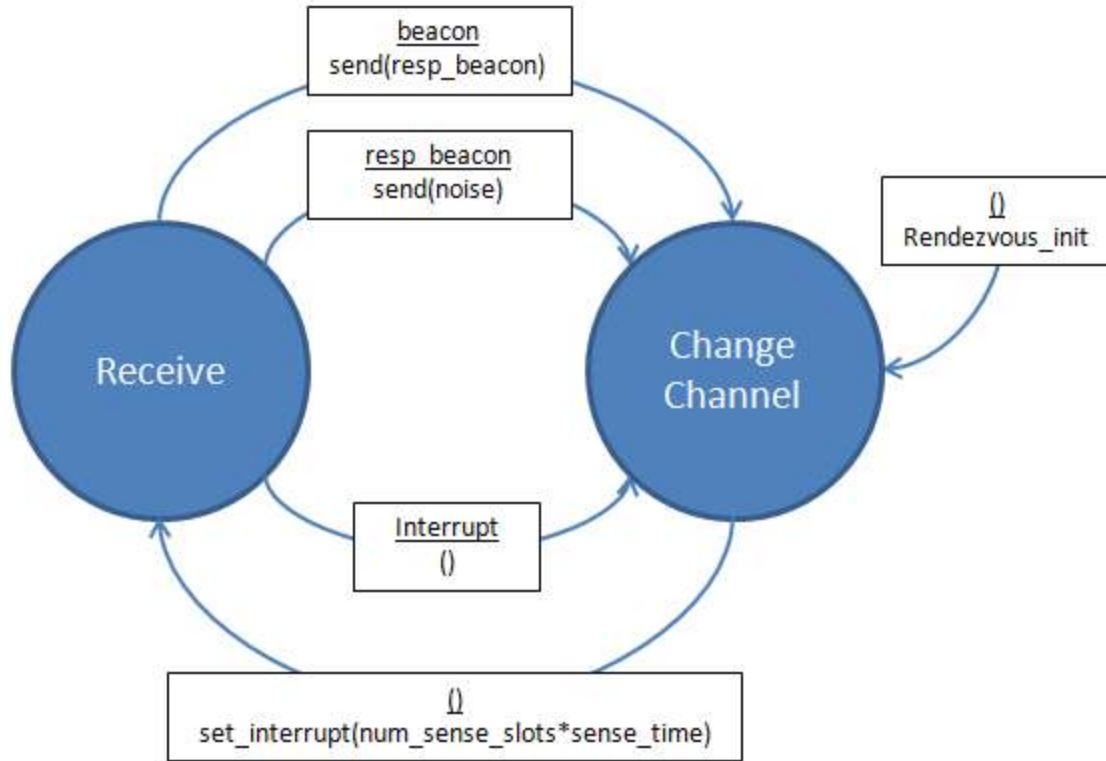 beacon
send(resp_beacon)
resp_beacon
send(noise)
()
Rendezvous_init
Receive
Change
Channel
Interrupt
()
()
set_interrupt(num_sense_slots*sense_time)